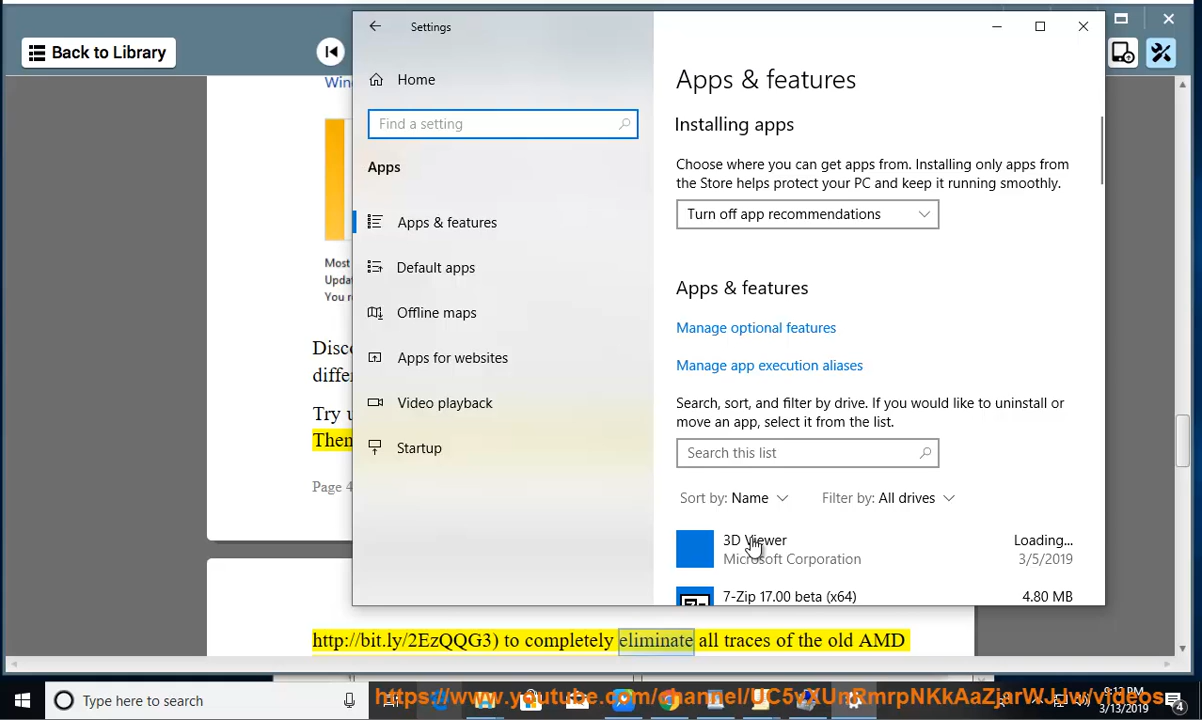 Back to Library
Wind
Most
Updat
You r
Disco
differ
Try u
Then
Page 4
http://bit.ly/2EzQQG3) to completely eliminate all traces of the old AMD
Settings
Home
Find a setting
Apps
Apps & features
Default apps
Offline maps
Apps for websites
Video playback
Startup
Apps & features
Installing apps
Choose where you can get apps from. Installing only apps from
the Store helps protect your PC and keep it running smoothly.
Turn off app recommendations
Apps & features
Manage optional features
Manage app execution aliases
Search, sort, and filter by drive. If you would like to uninstall or
move an app, select it from the list.
Search this list
Sort by: Name Filter by: All drives
3D Viewer Loading...
Microsoft Corporation 3/5/2019
7-Zip 17.00 beta (x64) 4.80 MB
Type here to search
3/13/2019
4